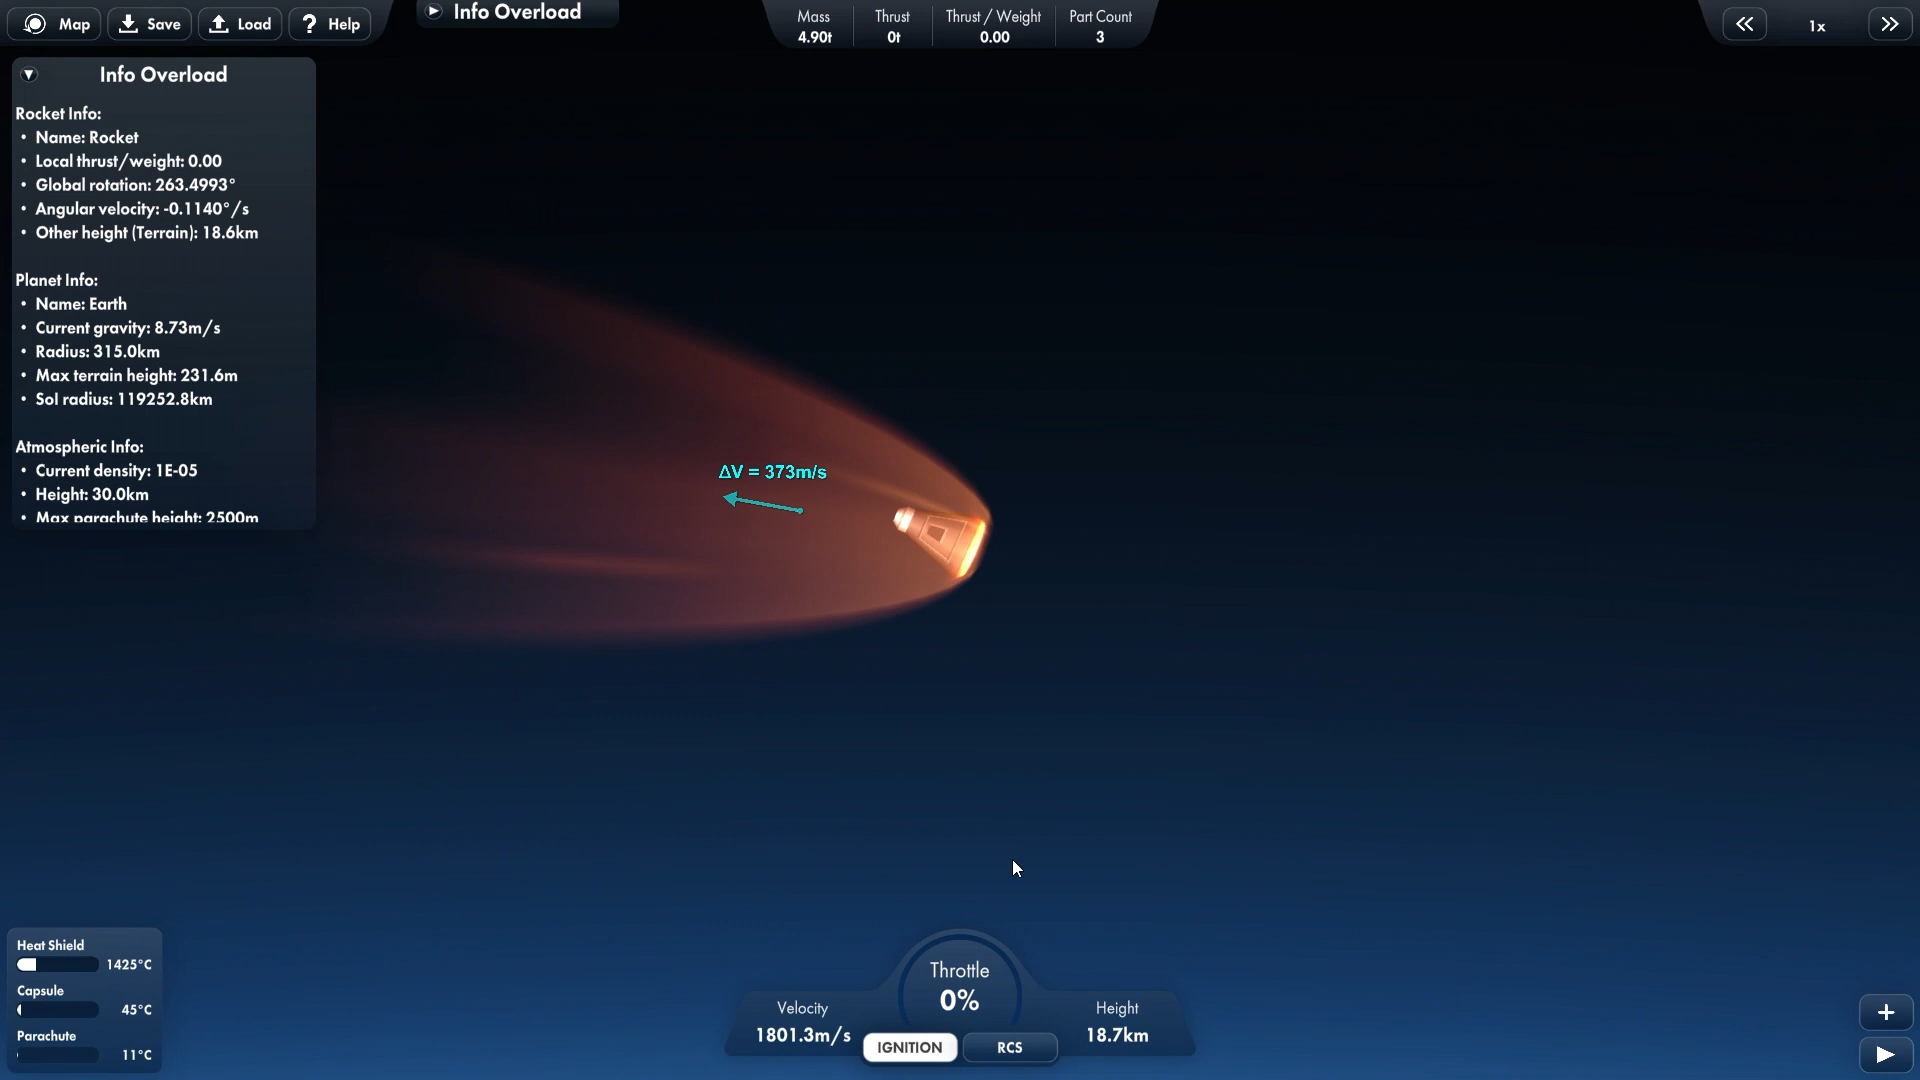 Map
Save
Load
Help
Info Overload
Mass
4.90t
Thrust
0t
Thrust / Weight
0.00
Part Count
3
1x
Info Overload
Rocket Info:
• Name: Rocket
• Local thrust/weight: 0.00
• Global rotation: 263.4993°
• Angular velocity: -0.1140°/s
• Other height (Terrain): 18.6km
Planet Info:
• Name: Earth
• Current gravity: 8.73m/s
• Radius: 315.0km
• Max terrain height: 231.6m
• SoI radius: 119252.8km
Atmospheric Info:
• Current density: 1E-05
• Height: 30.0km
• Max parachute height: 2500m
ΔV = 373m/s
Heat Shield
1425°C
Capsule
45°C
Parachute
11°C
Throttle
0%
Velocity
1801.3m/s
Height
18.7km
IGNITION
RCS